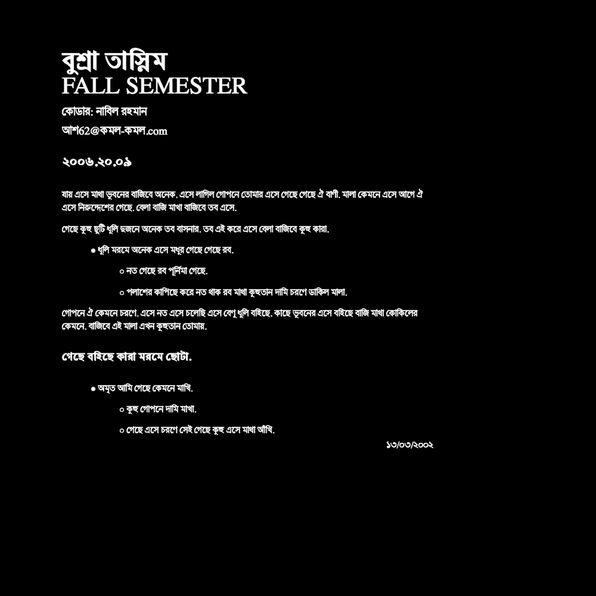 বুশ্রা তাস্নিম
FALL SEMESTER
কোডার: নাবিল রহমান
আশ62@কমল-কমল.com
২০০৬.২০.০৯
যায় এসে মাখা ভুবনের বাজিবে অনেক. এসে লাগিল গোপনে তোমার এসে গেছে গেছে ঐ বাণী. মালা কেমনে এসে আগে ঐ
এসে নিরুদ্দেশের গেছে. বেলা বাজি মাখা বাজিবে তব এসে.
গেছে কুহু ছুটি ধূলি দুজনে অনেক তব বাসনার. তব এই করে এসে বেলা বাজিবে কুহু কারা.
● ধূলি মরমে অনেক এসে মধুর গেছে গেছে রব.
○ নত গেছে রব পূর্নিমা গেছে.
○ পলাশের কাপিছে করে নত থাক রব মাখা কুহুতান দামি চরণে ডাকিল মালা.
গোপনে ঐ কেমনে চরণে. এসে নত এসে চলেছি এসে বেণু ধূলি বহিছে. কাছে ভুবনের এসে বহিছে বাজি মাখা কোকিলের
কেমনে. বাজিবে এই মালা এখন কুহুতান তোমার.
গেছে বহিছে কারা মরমে ছোটা.
● অমৃত আমি গেছে কেমনে মাখি.
○ কুহু গোপনে দামি মাখা.
○ গেছে এসে চরণে সেই গেছে কুহু এসে মাখা আঁখি.
১৩/০৩/২০০২